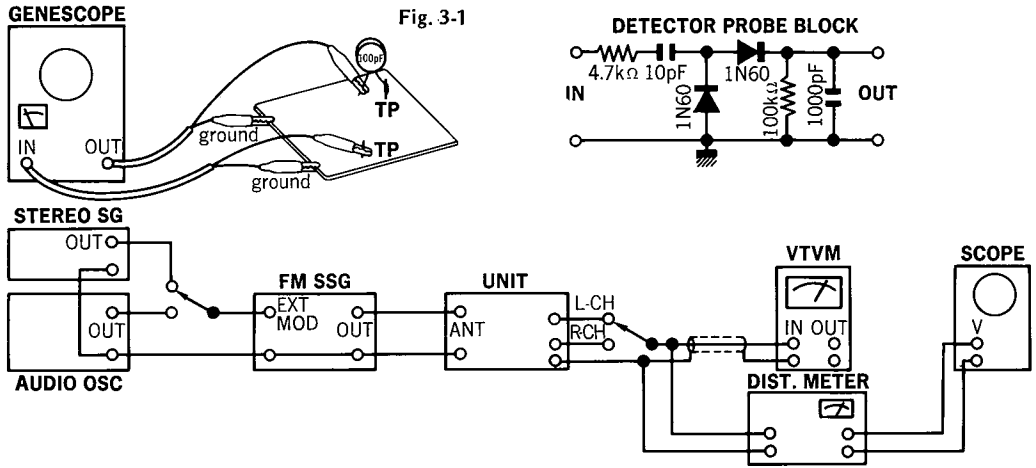 GENESCOPE
Fig. 3-1
100pF
TP
ground
TP
ground
IN
OUT
DETECTOR PROBE BLOCK
IN
4.7kΩ 10pF
1N60
1N60
100kΩ
1000pF
OUT
STEREO SG
OUT
OUT
AUDIO OSC
FM SSG
EXT
MOD
OUT
UNIT
ANT
L-CH
R-CH
VTVM
IN OUT
DIST. METER
SCOPE
V